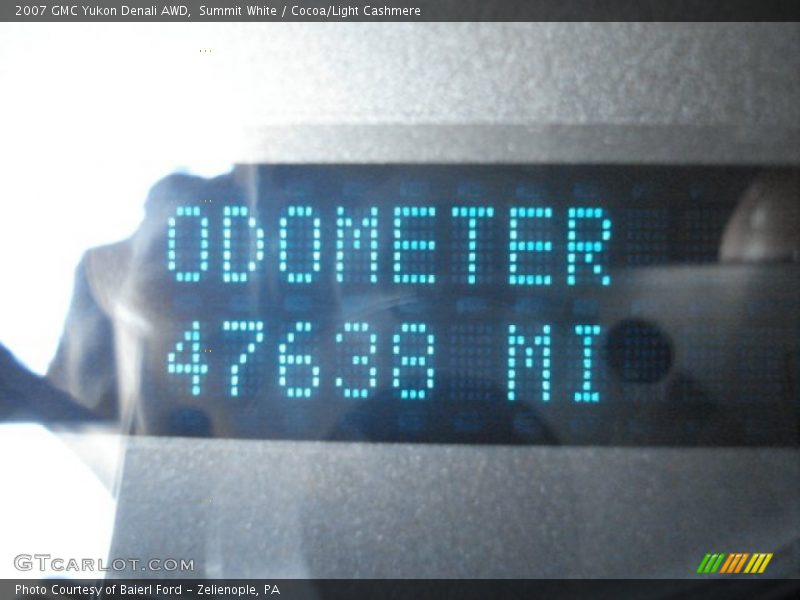 2007 GMC Yukon Denali AWD, Summit White / Cocoa/Light Cashmere
ODOMETER
47638 MI
GTCARLOT.COM
Photo Courtesy of Baierl Ford - Zelienople, PA